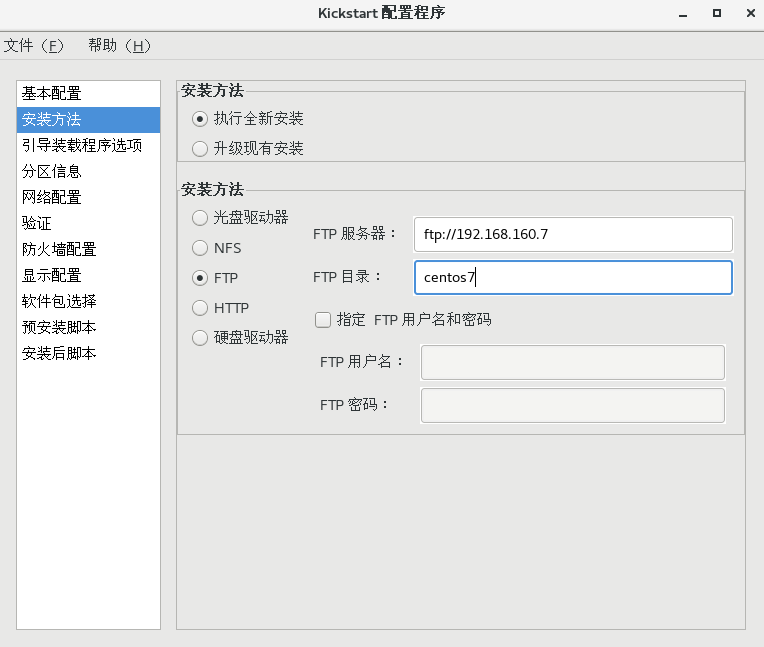 Kickstart 配置程序
文件（F） 帮助（H）
基本配置
安装方法
引导装载程序选项
分区信息
网络配置
验证
防火墙配置
显示配置
软件包选择
预安装脚本
安装后脚本
安装方法
执行全新安装
升级现有安装
安装方法
光盘驱动器
NFS
FTP
HTTP
硬盘驱动器
FTP 服务器： ftp://192.168.160.7
FTP 目录： centos7
指定 FTP 用户名和密码
FTP 用户名：
FTP 密码：